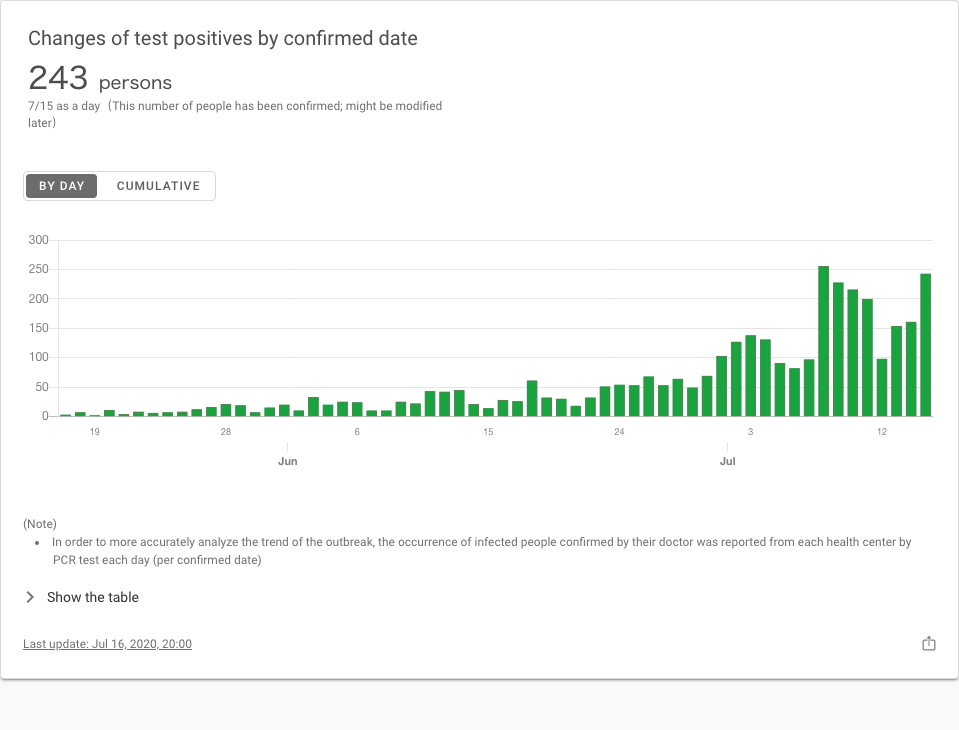 Changes of test positives by confirmed date
243 persons
7/15 as a day（This number of people has been confirmed; might be modified
later）
BY DAY CUMULATIVE
300
250
200
150
100
50
0
19 28 6 15 24 3 12
Jun Jul
(Note)
• In order to more accurately analyze the trend of the outbreak, the occurrence of infected people confirmed by their doctor was reported from each health center by
PCR test each day (per confirmed date)
Show the table
Last update: Jul 16, 2020, 20:00